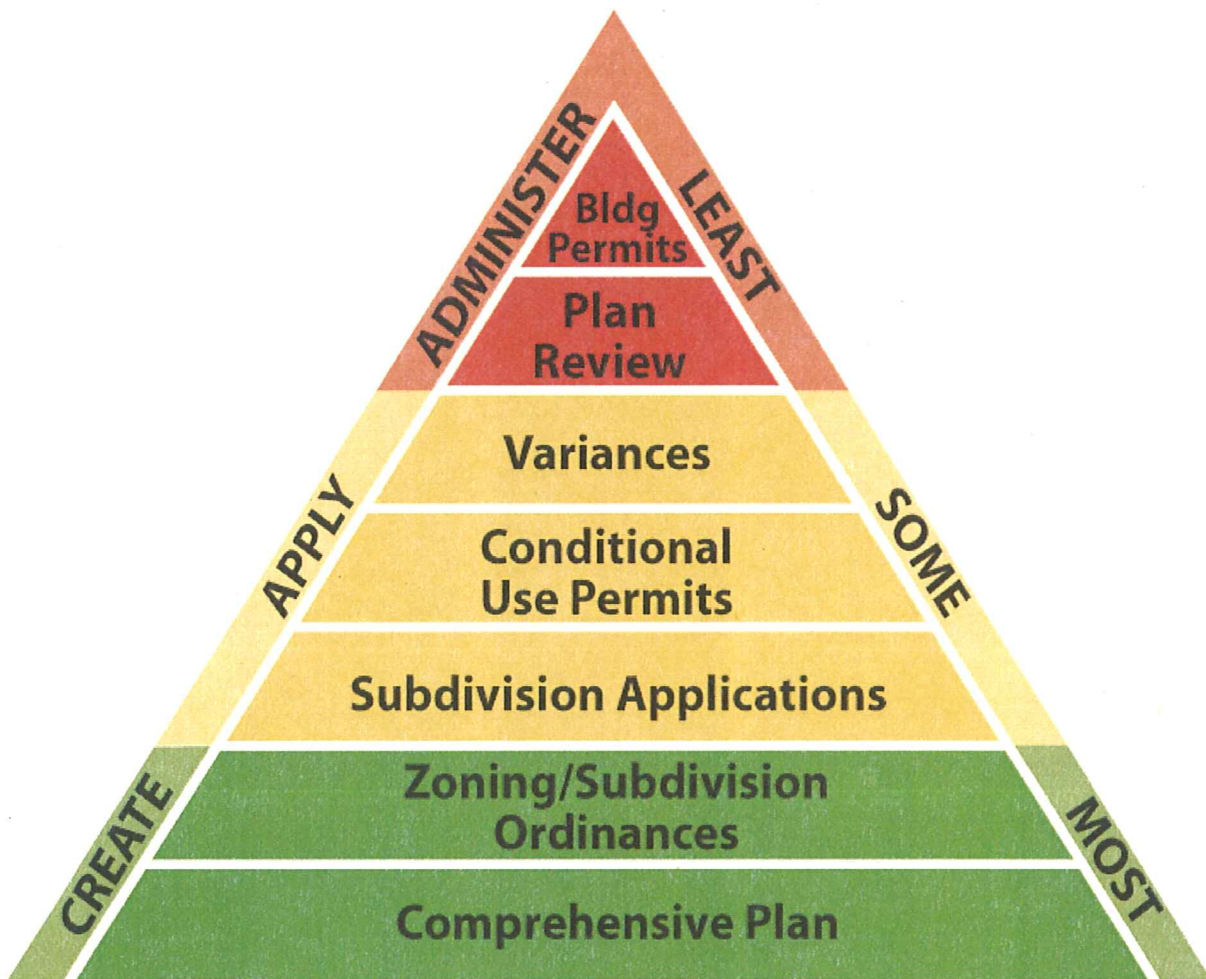 ADMINISTER
LEAST
Bldg
Permits
Plan
Review
Variances
APPLY
SOME
Conditional
Use Permits
Subdivision Applications
CREATE
MOST
Zoning/Subdivision
Ordinances
Comprehensive Plan